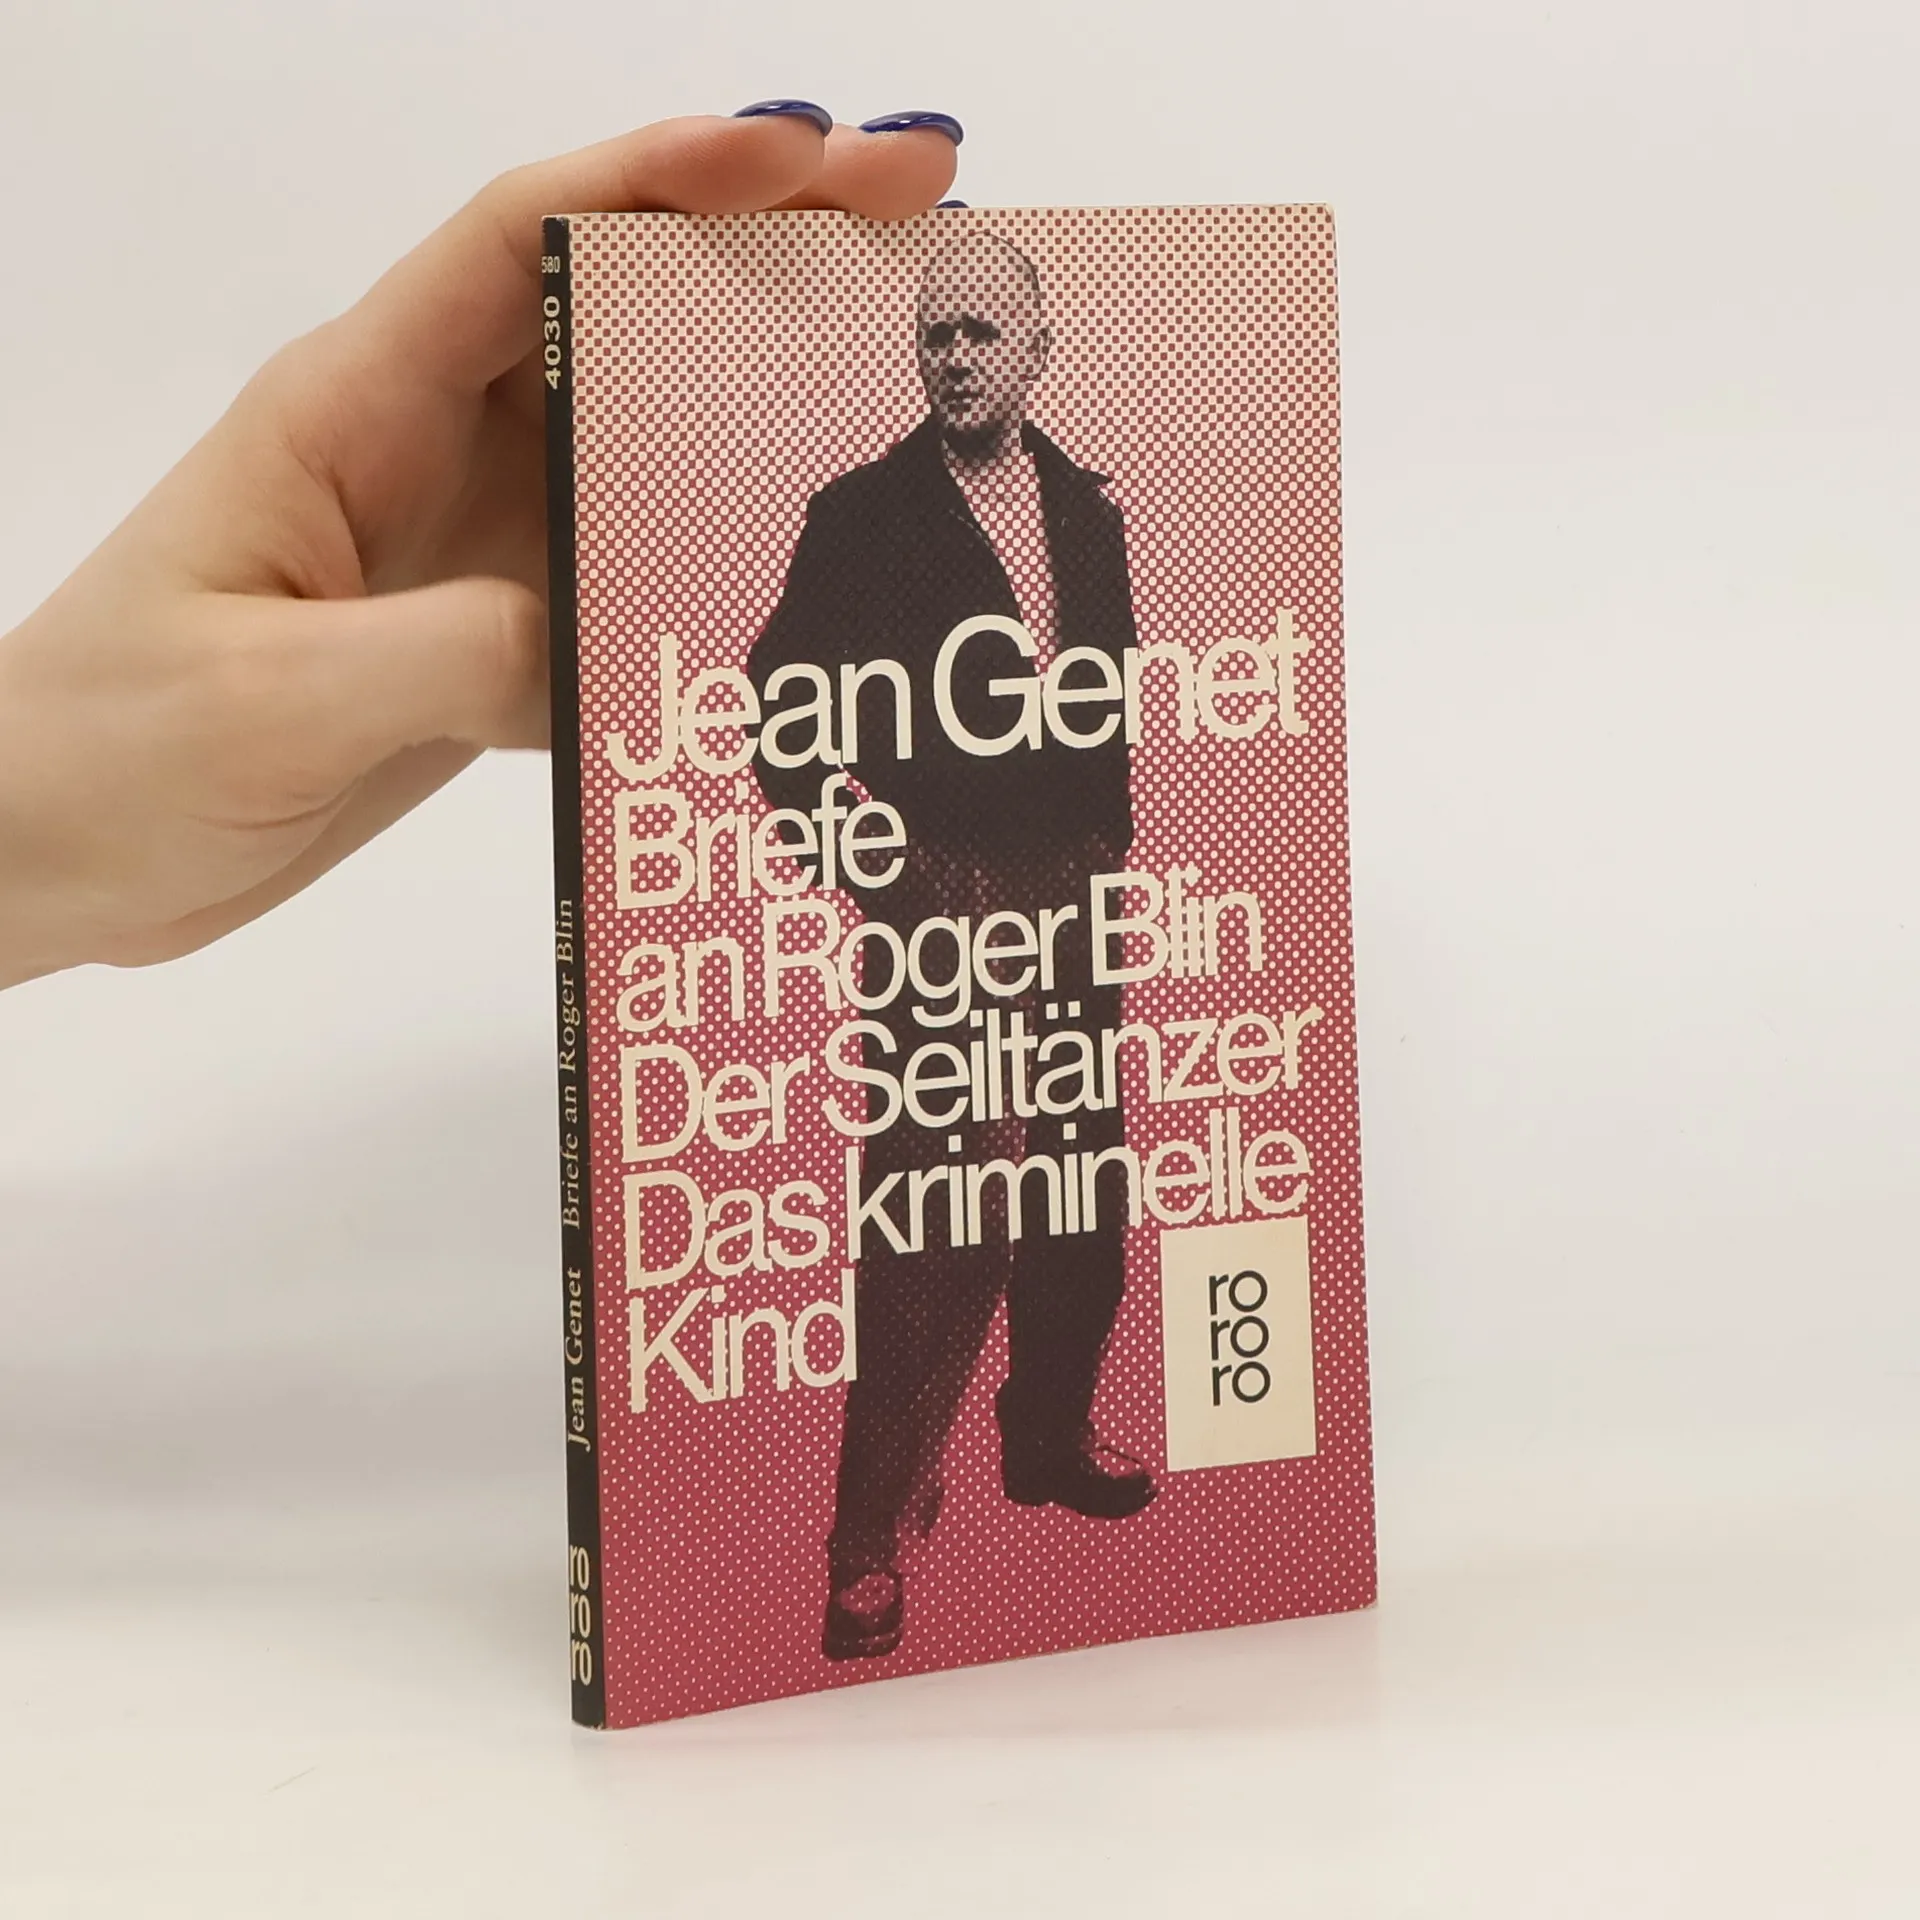 Jean Genet
Briefe
an Roger Blin
Der Seiltänzer
Das kriminelle
Kind
ro
ro
ro
580
4030
Jean Genet Briefe an Roger Blin
ro
ro
ro